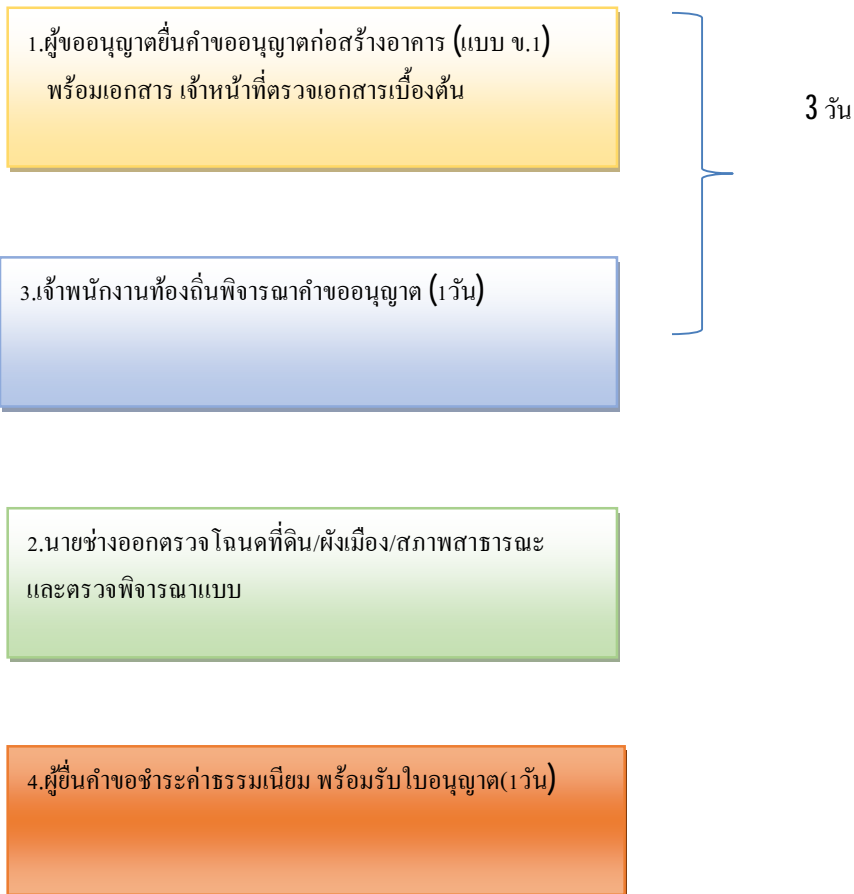 1.ผู้ขออนุญาตยื่นคำขออนุญาตก่อสร้างอาคาร (แบบ ข.1)
พร้อมเอกสาร เจ้าหน้าที่ตรวจเอกสารเบื้องต้น
3 วัน
3.เจ้าพนักงานท้องถิ่นพิจารณาคำขออนุญาต (1วัน)
2.นายช่างออกตรวจโฉนดที่ดิน/ผังเมือง/สภาพสาธารณะ
และตรวจพิจารณาแบบ
4.ผู้ยื่นคำขอชำระค่าธรรมเนียม พร้อมรับใบอนุญาต(1วัน)